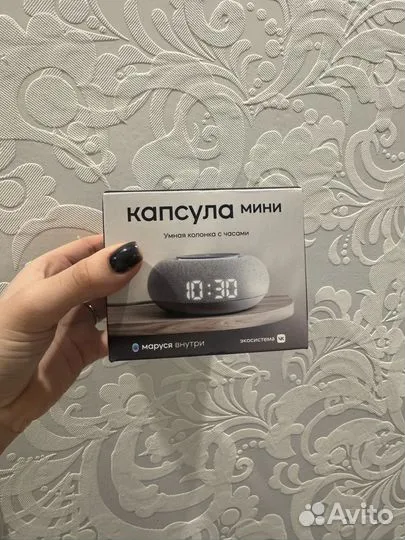 капсула мини
Умная колонка с часами
10:30
маруся внутри
экосистема VK
Avito